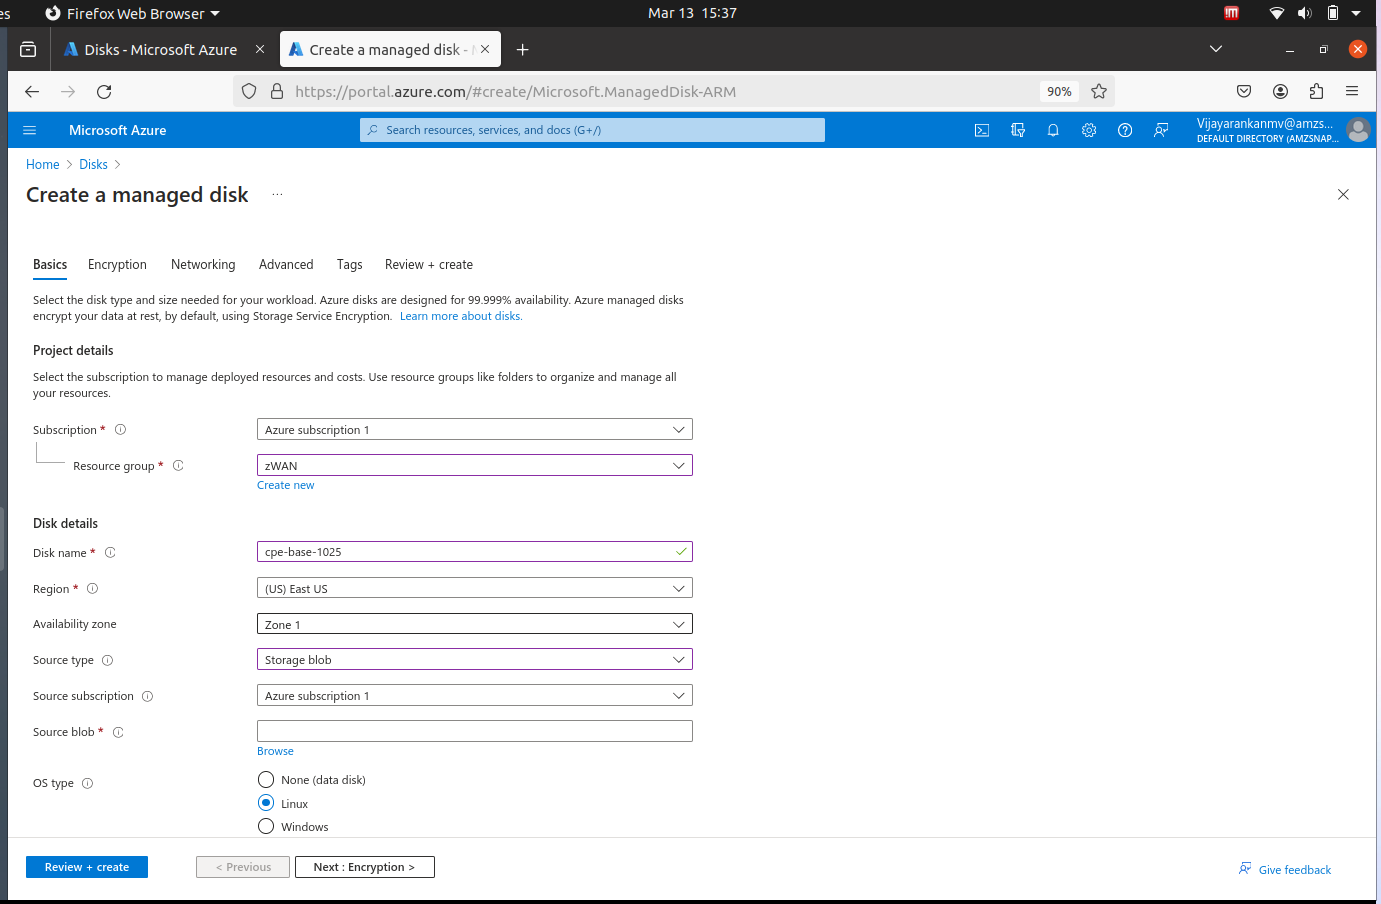 es
Firefox Web Browser
Mar 13 15:37
Disks - Microsoft Azure
Create a managed disk -
https://portal.azure.com/#create/Microsoft.ManagedDisk-ARM
90%
Microsoft Azure
Search resources, services, and docs (G+/)
Vijayarankanmv@amzs...
DEFAULT DIRECTORY (AMZSNAP...
Home > Disks >
Create a managed disk ...
Basics Encryption Networking Advanced Tags Review + create
Select the disk type and size needed for your workload. Azure disks are designed for 99.999% availability. Azure managed disks
encrypt your data at rest, by default, using Storage Service Encryption. Learn more about disks.
Project details
Select the subscription to manage deployed resources and costs. Use resource groups like folders to organize and manage all
your resources.
Subscription * Azure subscription 1
Resource group * zWAN
Create new
Disk details
Disk name * cpe-base-1025
Region * (US) East US
Availability zone Zone 1
Source type Storage blob
Source subscription Azure subscription 1
Source blob *
Browse
OS type None (data disk)
Linux
Windows
Review + create < Previous Next : Encryption > Give feedback